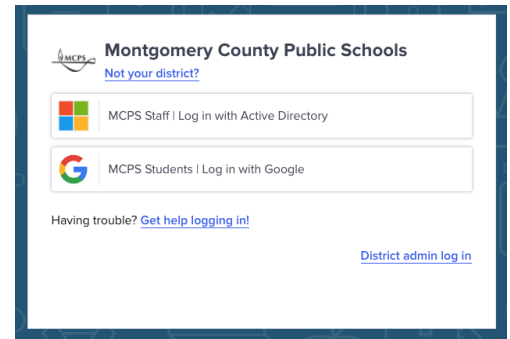 MCPS
Montgomery County Public Schools
Not your district?
MCPS Staff | Log in with Active Directory
MCPS Students | Log in with Google
Having trouble? Get help logging in!
District admin log in